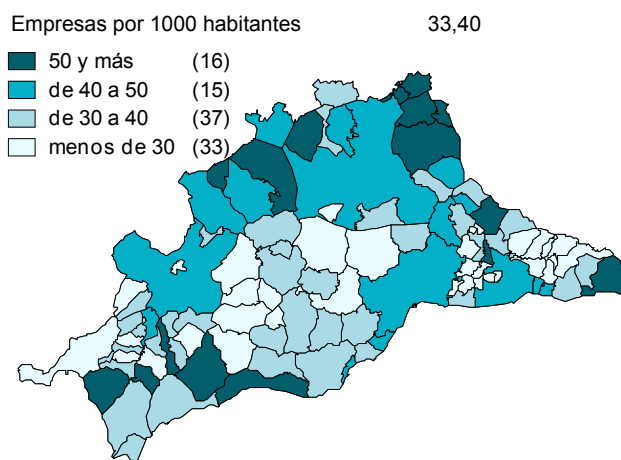 Empresas por 1000 habitantes 33,40
50 y más (16)
de 40 a 50 (15)
de 30 a 40 (37)
menos de 30 (33)